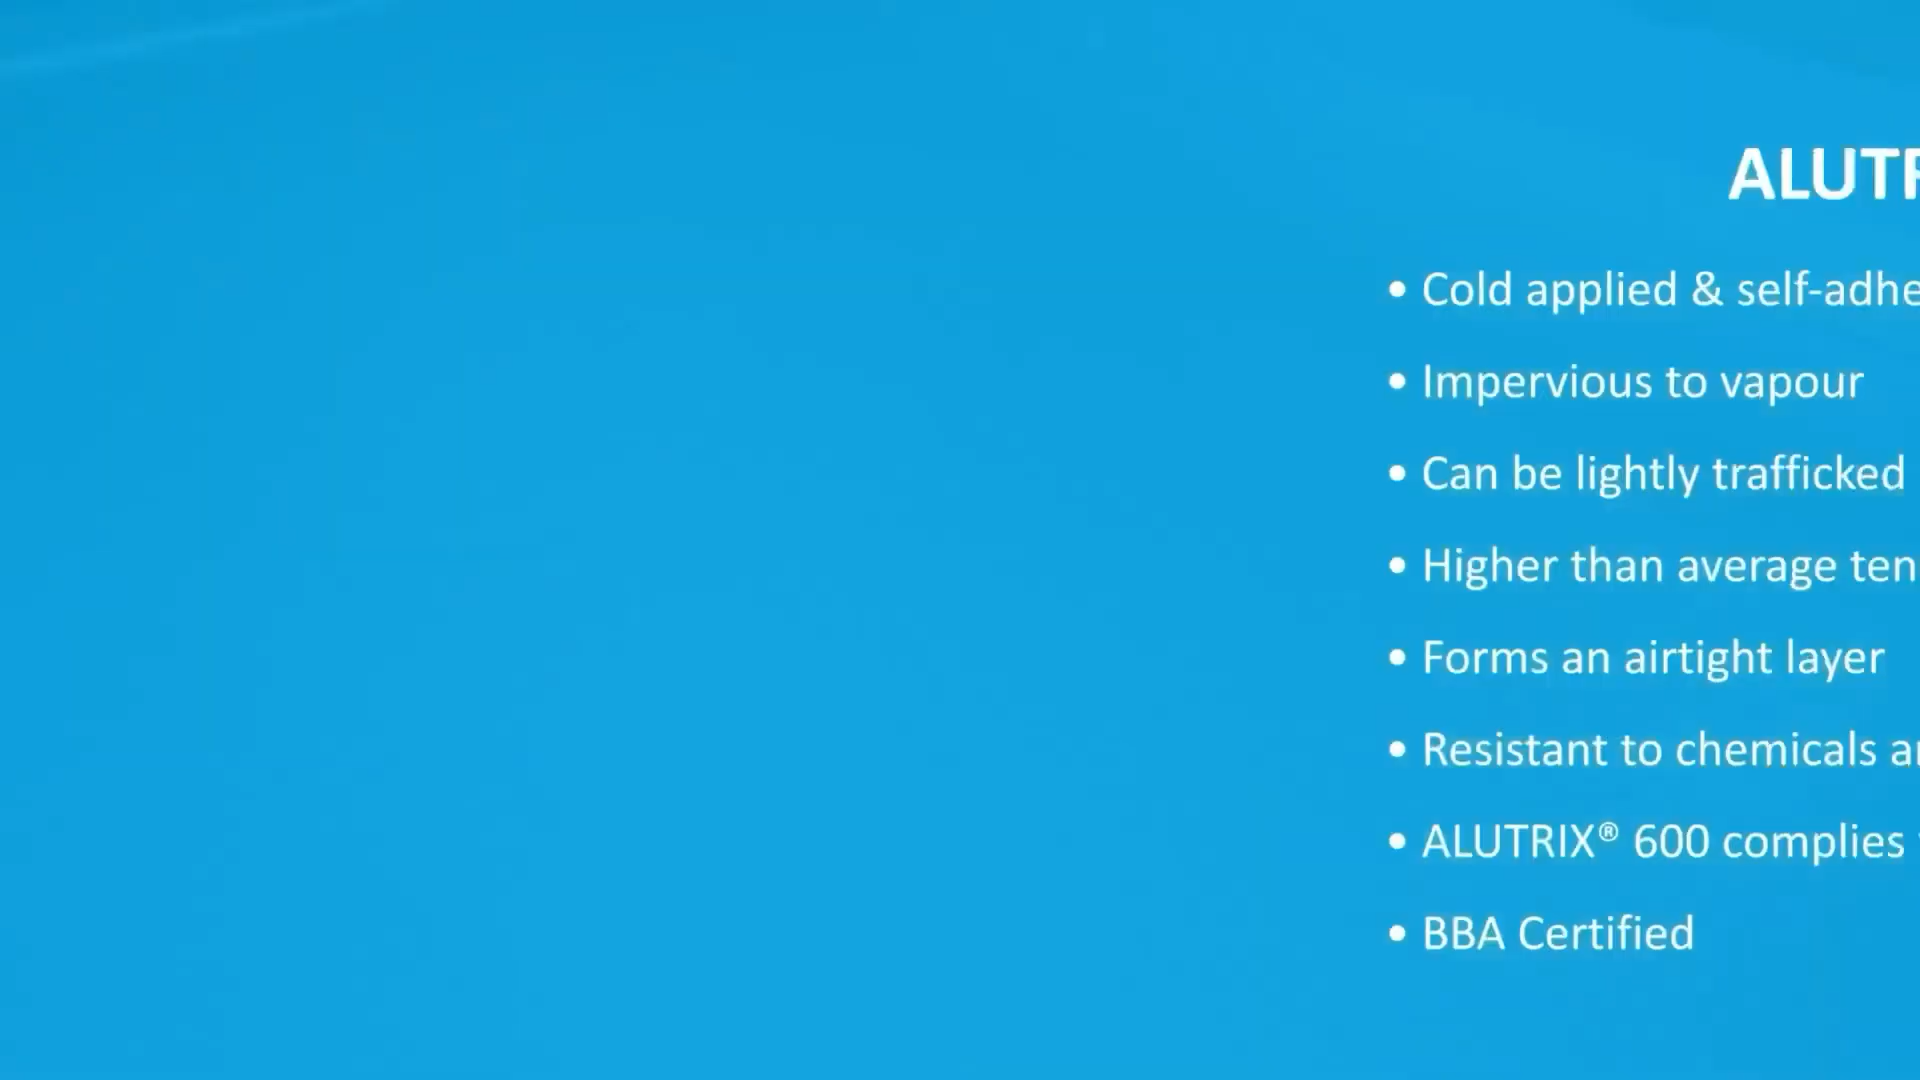 ALUTR
• Cold applied & self-adhe
• Impervious to vapour
• Can be lightly trafficked
• Higher than average ten
• Forms an airtight layer
• Resistant to chemicals a
• ALUTRIX® 600 complies
• BBA Certified